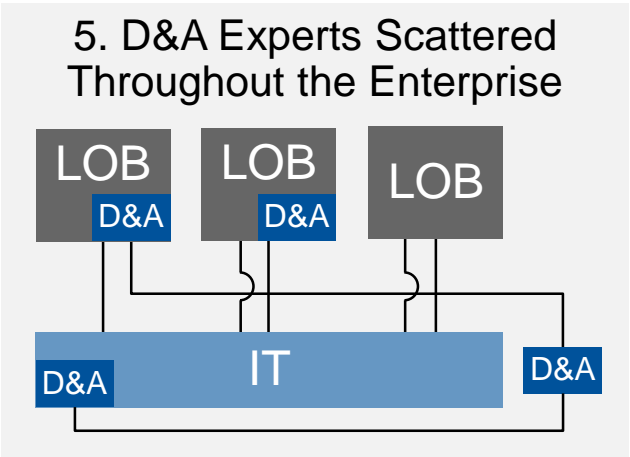 5. D&A Experts Scattered
Throughout the Enterprise
LOB
D&A
LOB
D&A
LOB
IT
D&A
D&A